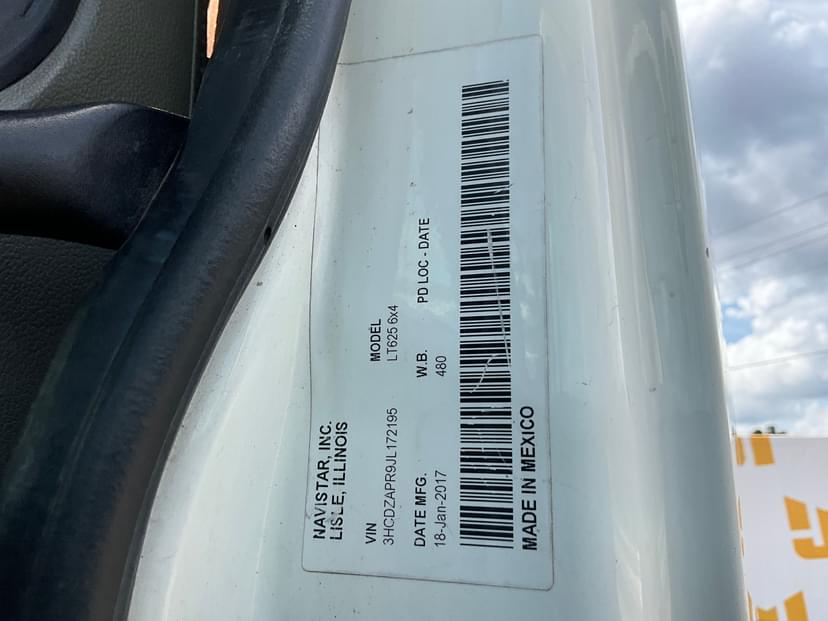 NAVISTAR, INC.
LISLE, ILLINOIS
VIN
3HCDZAPR9JL172195
MODEL
LT625 6x4
DATE MFG.
18-Jan-2017
W.B.
480
PD LOC - DATE
MADE IN MEXICO